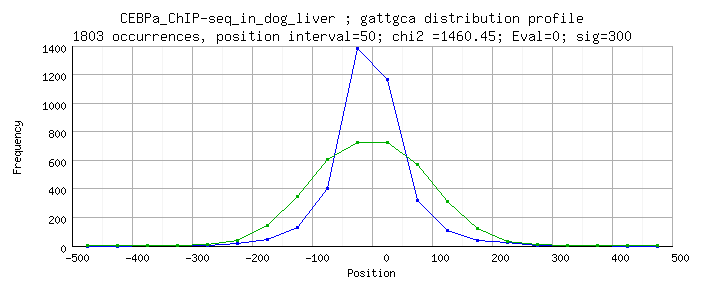 CEBPa_ChIP-seq_in_dog_liver ; gattgca distribution profile
1803 occurrences, position interval=50; chi2 =1460.45; Eval=0; sig=300
1400
1200
1000
800
600
400
200
0
Frequency
-500 -400 -300 -200 -100 0 100 200 300 400 500
Position